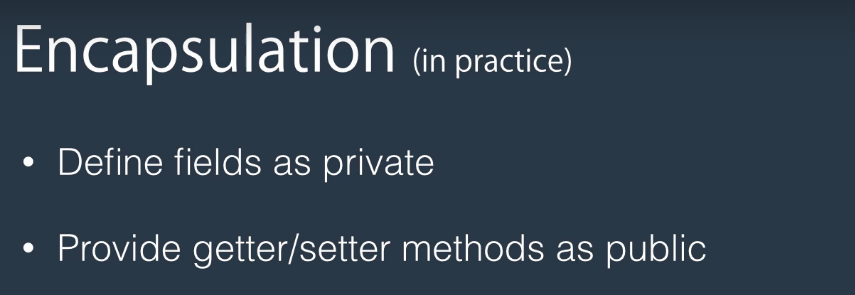 Encapsulation (in practice)
• Define fields as private
• Provide getter/setter methods as public